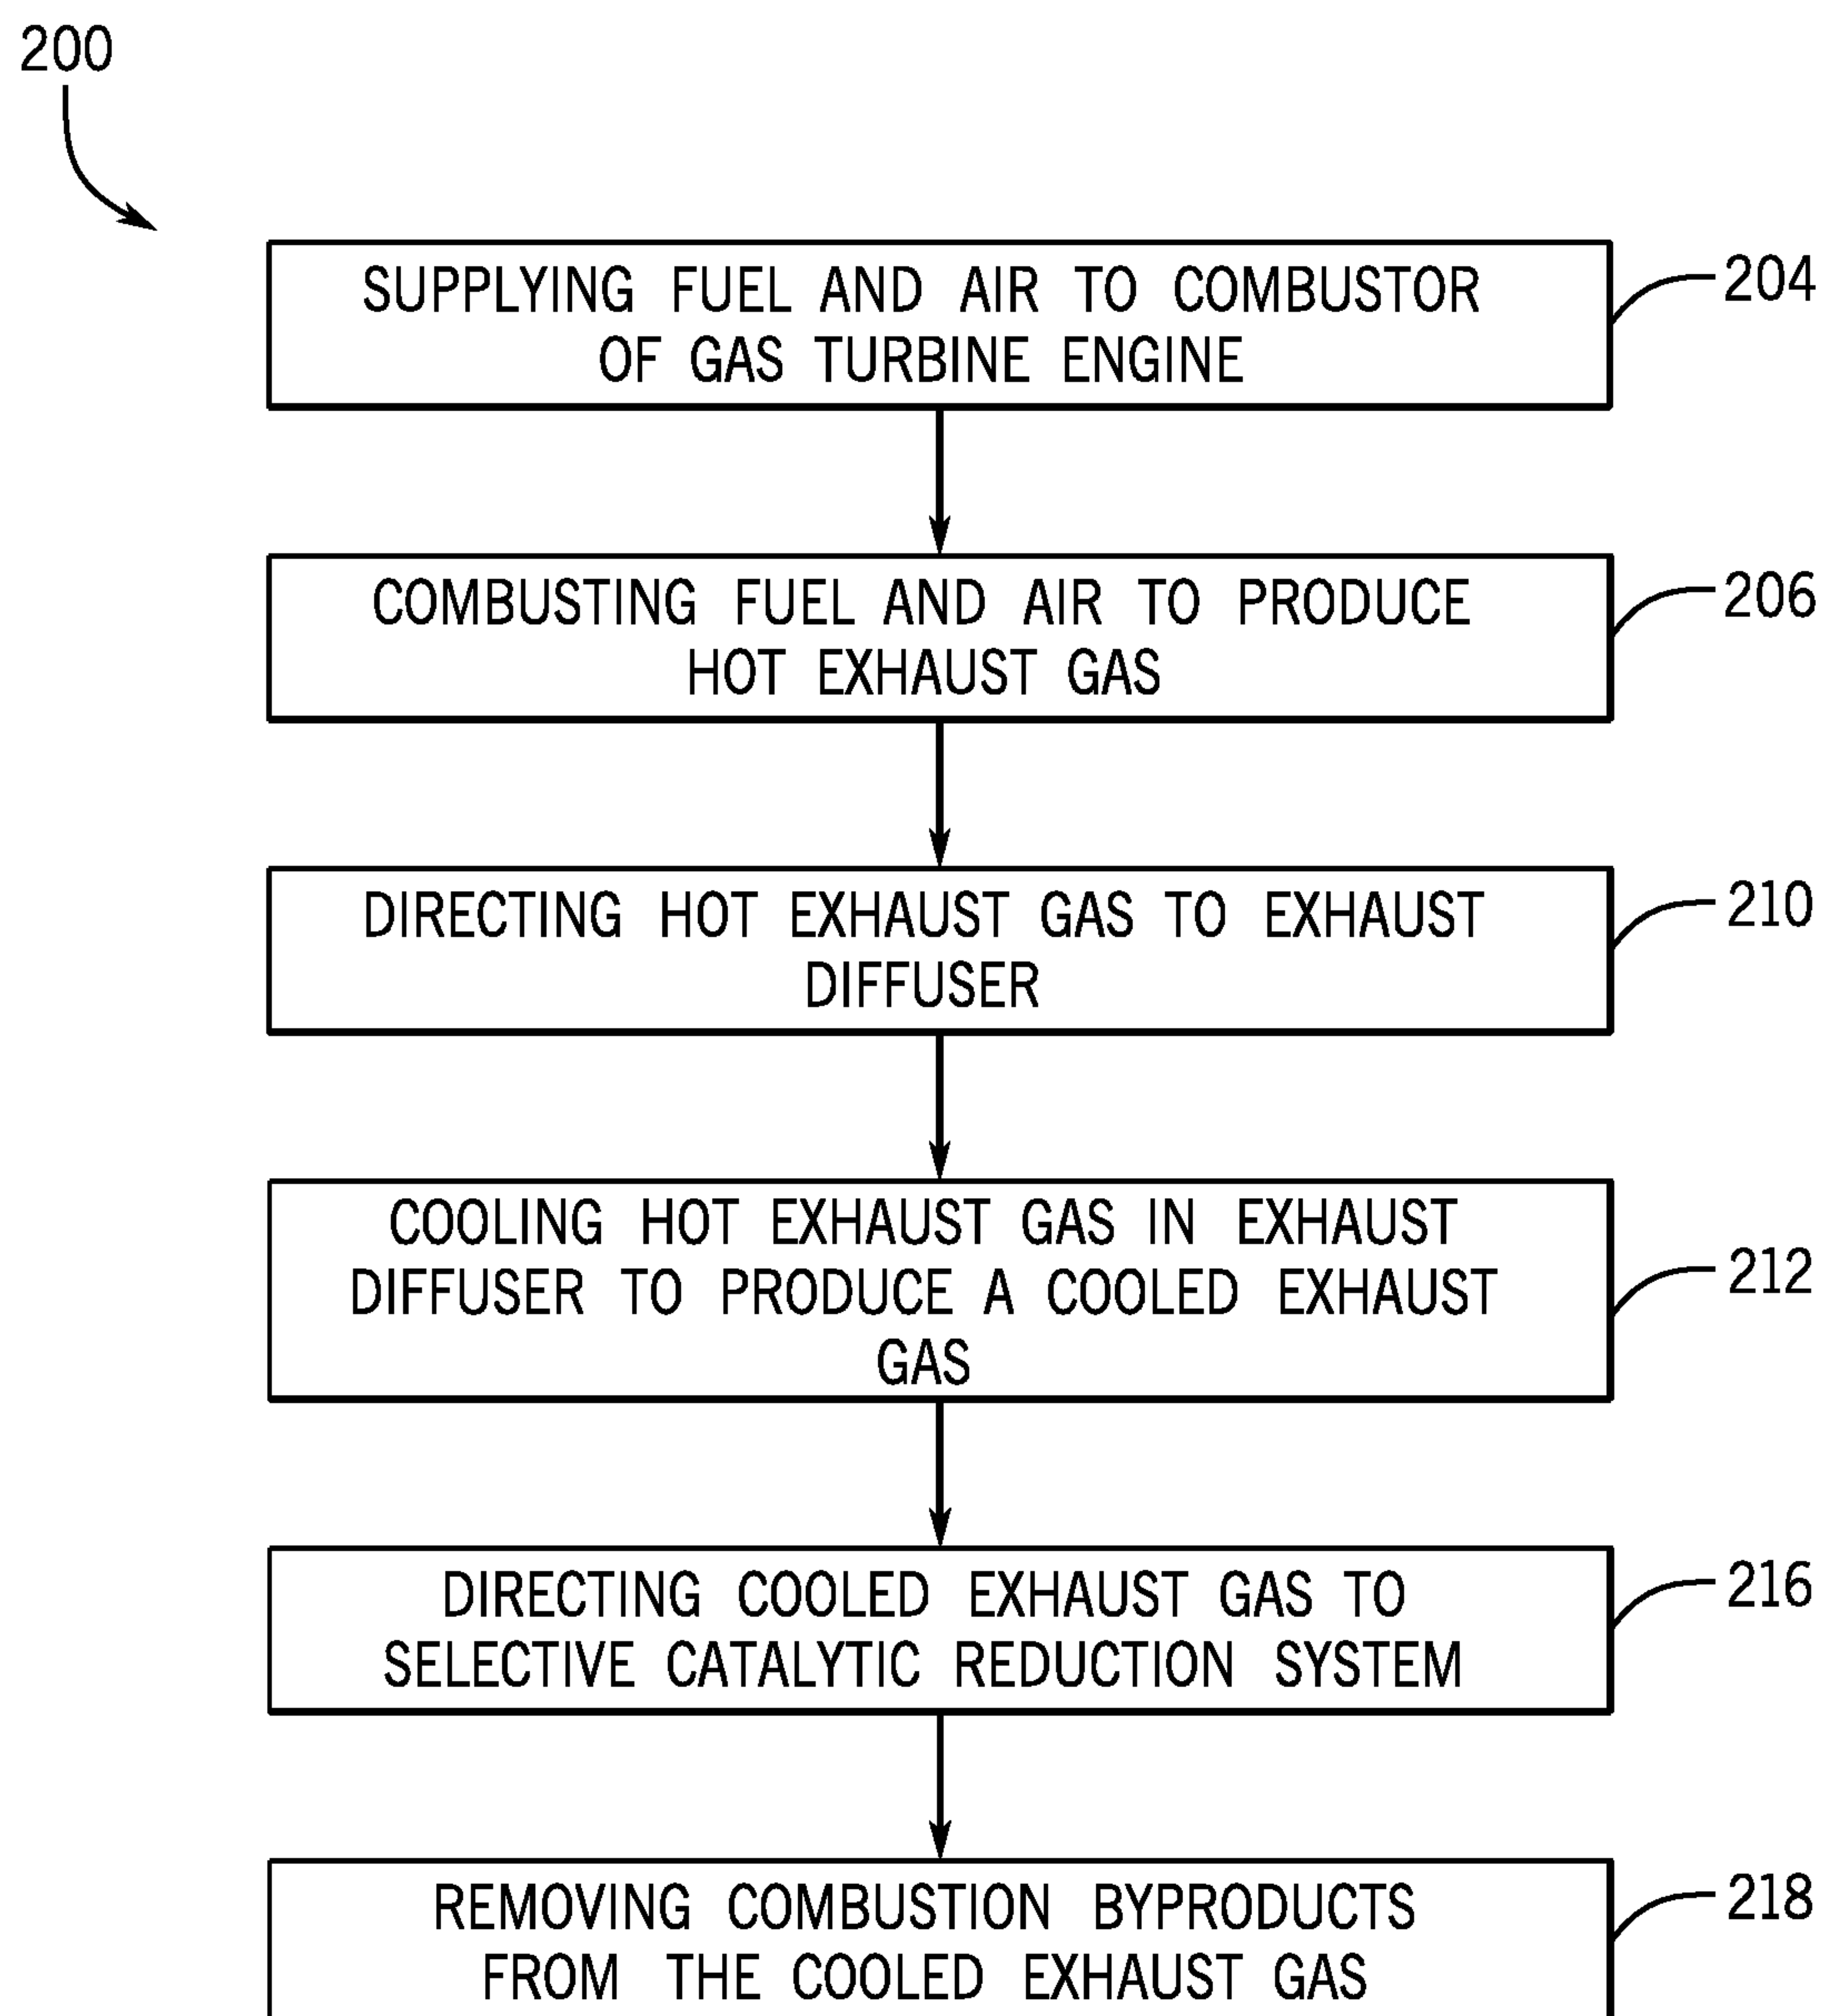 200
SUPPLYING FUEL AND AIR TO COMBUSTOR
OF GAS TURBINE ENGINE
204
COMBUSTING FUEL AND AIR TO PRODUCE
HOT EXHAUST GAS
206
DIRECTING HOT EXHAUST GAS TO EXHAUST
DIFFUSER
210
COOLING HOT EXHAUST GAS IN EXHAUST
DIFFUSER TO PRODUCE A COOLED EXHAUST
GAS
212
DIRECTING COOLED EXHAUST GAS TO
SELECTIVE CATALYTIC REDUCTION SYSTEM
216
REMOVING COMBUSTION BYPRODUCTS
FROM THE COOLED EXHAUST GAS
218